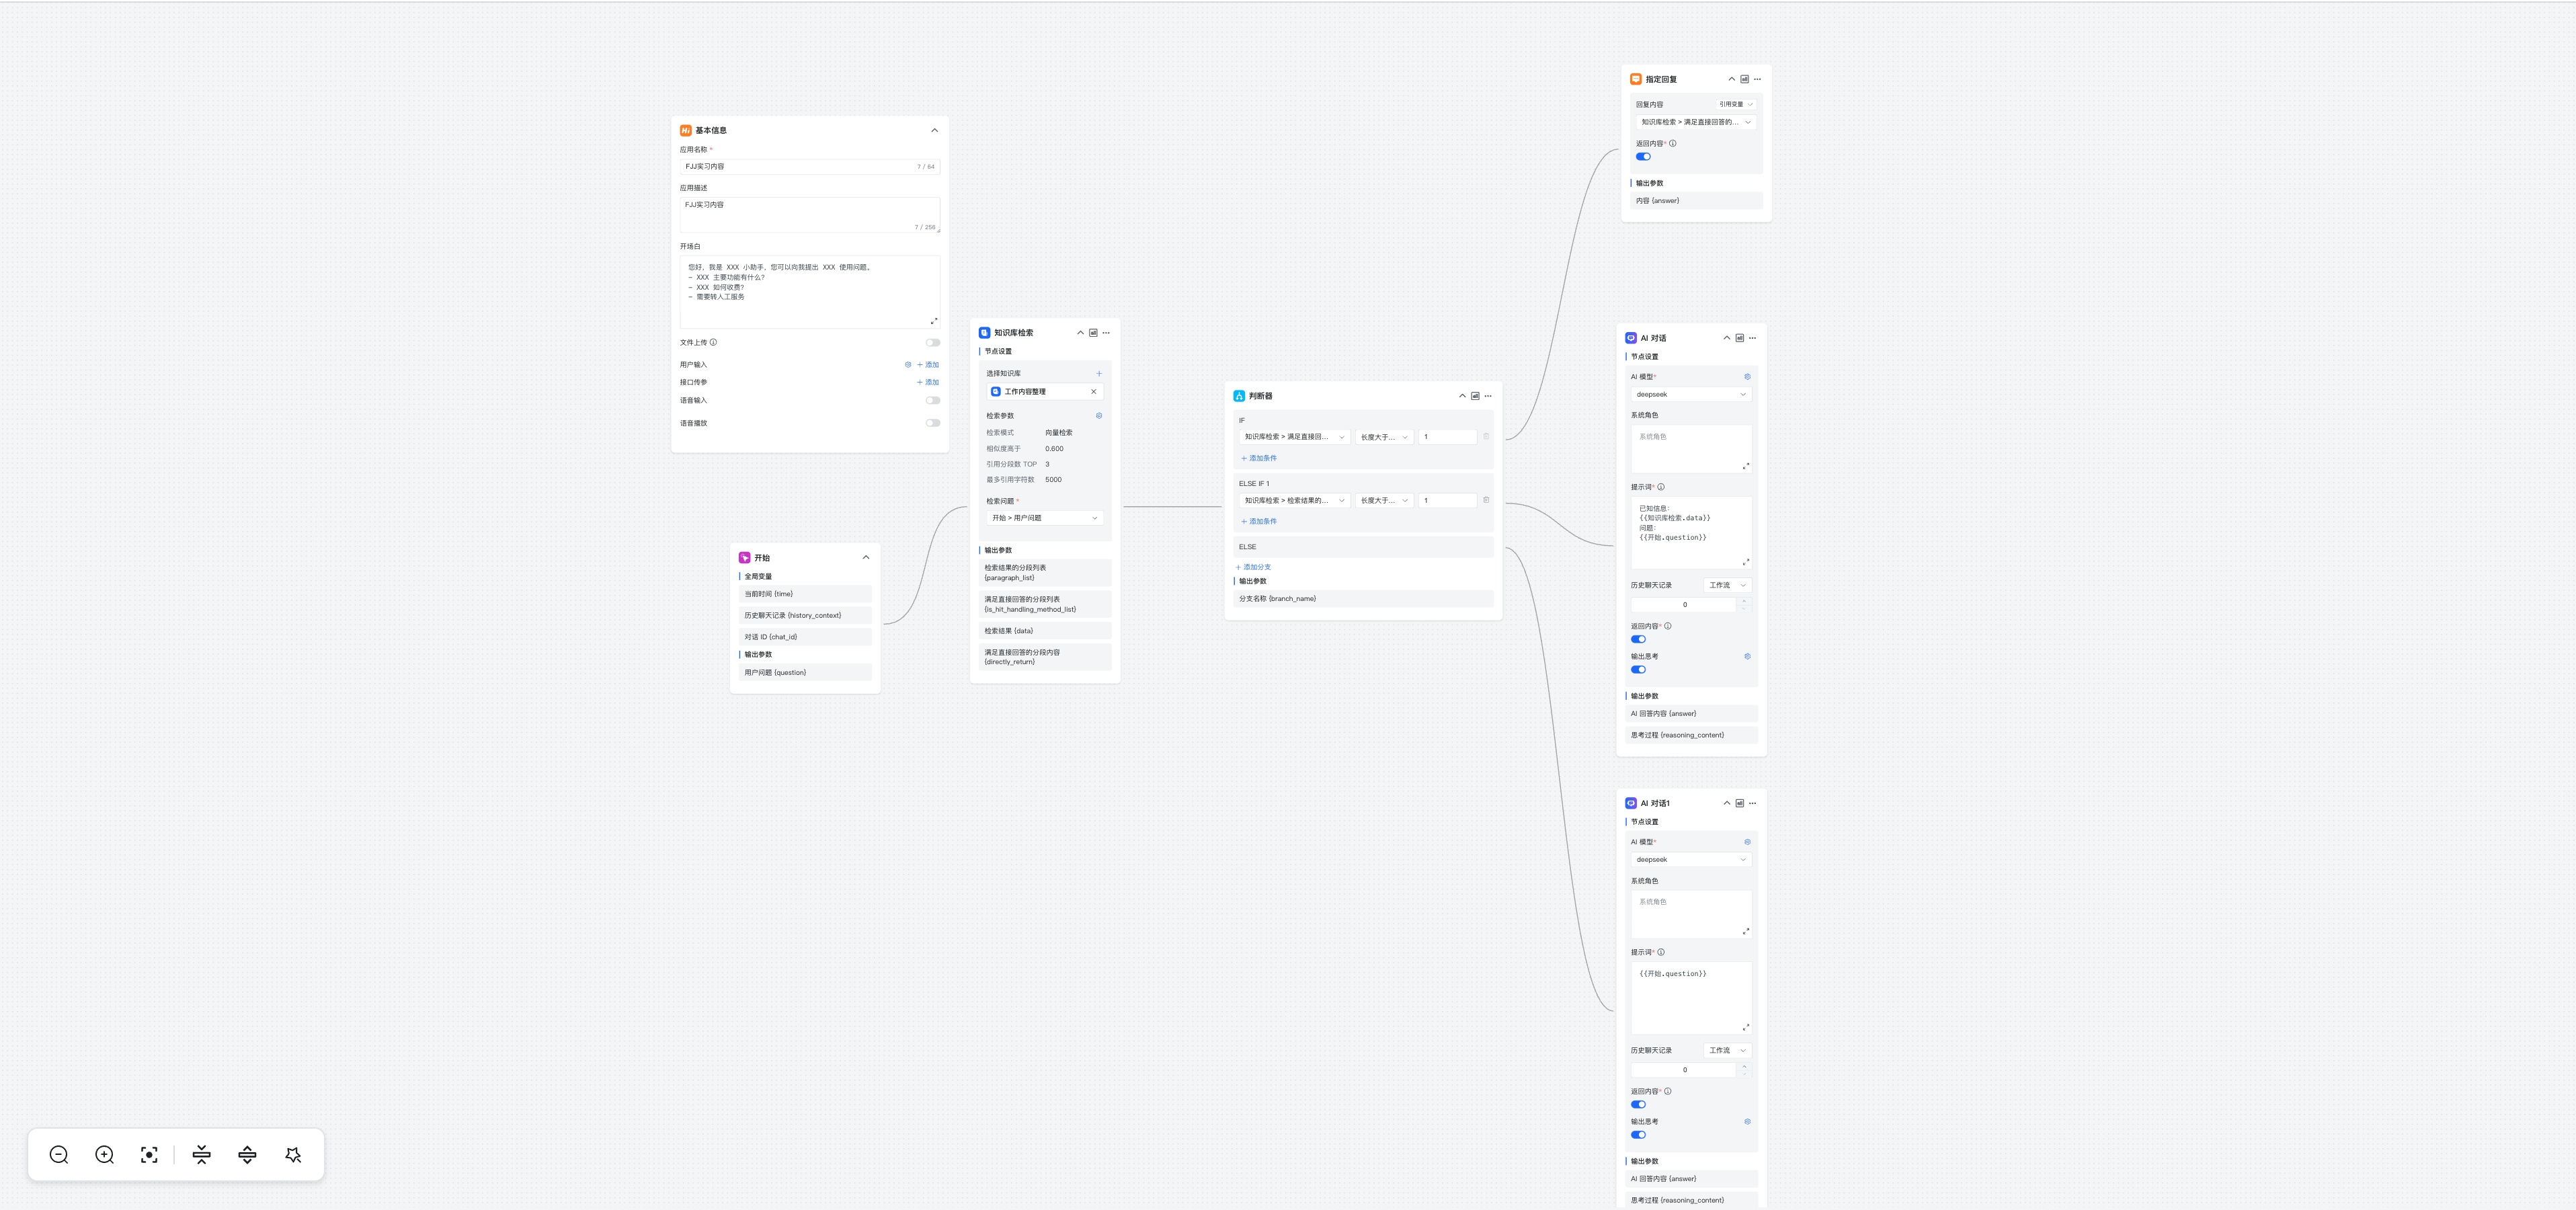 基本信息
应用名称 *
FJJ实习内容
7 / 64
应用描述
FJJ实习内容
7 / 256
开场白
您好，我是 XXX 小助手，您可以向我提出 XXX 使用问题。
- XXX 主要功能有什么？
- XXX 如何收费？
- 需要转人工服务
文件上传
用户输入
+ 添加
接口传参
+ 添加
语音输入
语音播放
开始
全局变量
当前时间 {time}
历史聊天记录 {history_context}
对话 ID {chat_id}
输出参数
用户问题 {question}
知识库检索
节点设置
选择知识库
工作内容整理
检索参数
检索模式 向量检索
相似度高于 0.600
引用分段数 TOP 3
最多引用字符数 5000
检索问题 *
开始 > 用户问题
输出参数
检索结果的分段列表
{paragraph_list}
满足直接回答的分段列表
{is_hit_handling_method_list}
检索结果 {data}
满足直接回答的分段内容
{directly_return}
判断器
IF
知识库检索 > 满足直接回... 长度大于... 1
+ 添加条件
ELSE IF 1
知识库检索 > 检索结果的... 长度大于... 1
+ 添加条件
ELSE
+ 添加分支
输出参数
分支名称 {branch_name}
指定回复
回复内容 引用变量
知识库检索 > 满足直接回答的...
返回内容*
输出参数
内容 {answer}
AI 对话
节点设置
AI 模型*
deepseek
系统角色
系统角色
提示词*
已知信息：
{{知识库检索.data}}
问题：
{{开始.question}}
历史聊天记录 工作流
0
返回内容*
输出思考
输出参数
AI 回答内容 {answer}
思考过程 {reasoning_content}
AI 对话1
节点设置
AI 模型*
deepseek
系统角色
系统角色
提示词*
{{开始.question}}
历史聊天记录 工作流
0
返回内容*
输出思考
输出参数
AI 回答内容 {answer}
思考过程 {reasoning_content}